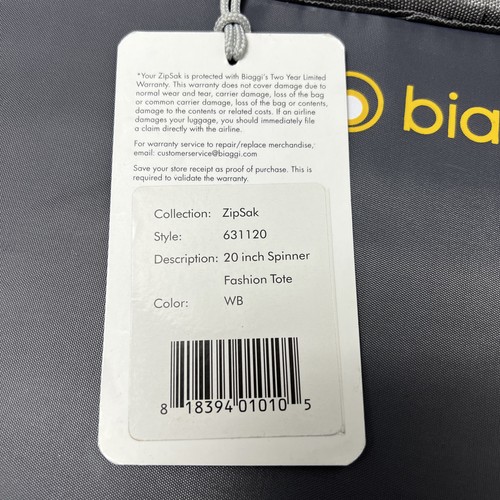 *Your ZipSak is protected with Biaggi's Two Year Limited
Warranty. This warranty does not cover damage due to
normal wear and tear, carrier damage, loss of the bag
or common carrier damage, loss of the bag or contents,
damage to the contents or related costs. If an airline
damages your luggage, you should immediately file
a claim directly with the airline.
For warranty service to repair/replace merchandise,
email: customerservice@biaggi.com
Save your store receipt as proof of purchase. This is
required to validate the warranty.
Collection: ZipSak
Style: 631120
Description: 20 inch Spinner
Fashion Tote
Color: WB
8 18394 01010 5
bia